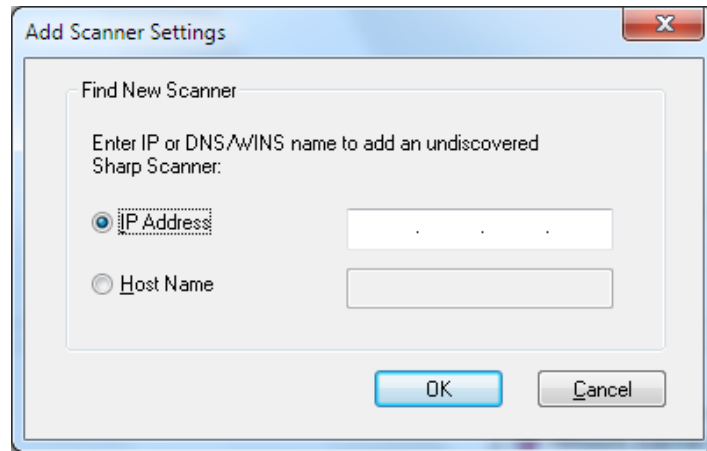 Add Scanner Settings
Find New Scanner
Enter IP or DNS/WINS name to add an undiscovered
Sharp Scanner:
IP Address . . .
Host Name
OK Cancel